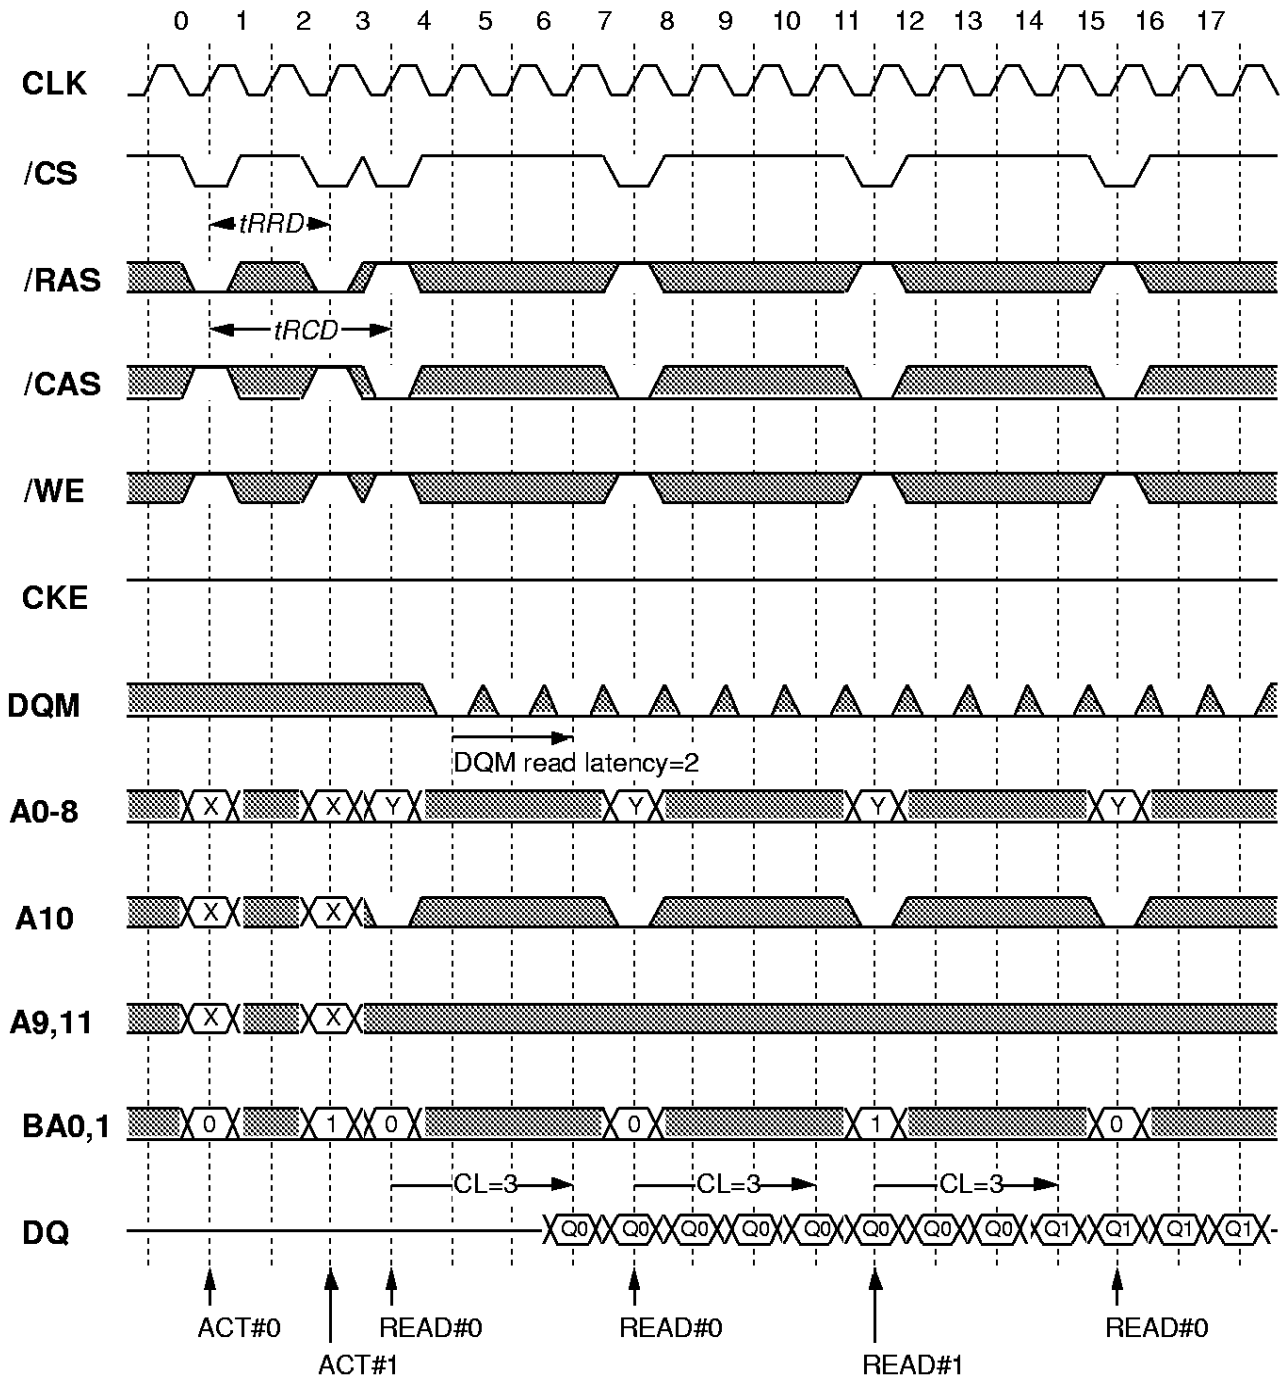 0 1 2 3 4 5 6 7 8 9 10 11 12 13 14 15 16 17
CLK
/CS
tRRD
/RAS
tRCD
/CAS
/WE
CKE
DQM
DQM read latency=2
A0-8 X X Y Y Y Y
A10 X X
A9,11 X X
BA0,1 0 1 0 0 1 0
CL=3 CL=3 CL=3
DQ Q0 Q0 Q0 Q0 Q0 Q0 Q0 Q0 Q1 Q1 Q1 Q1
ACT#0 READ#0 READ#0 READ#0
ACT#1 READ#1